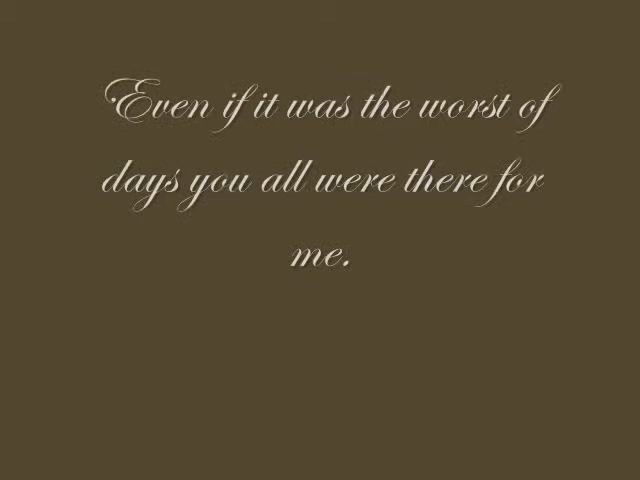 Even if it was the worst of
days you all were there for
me.